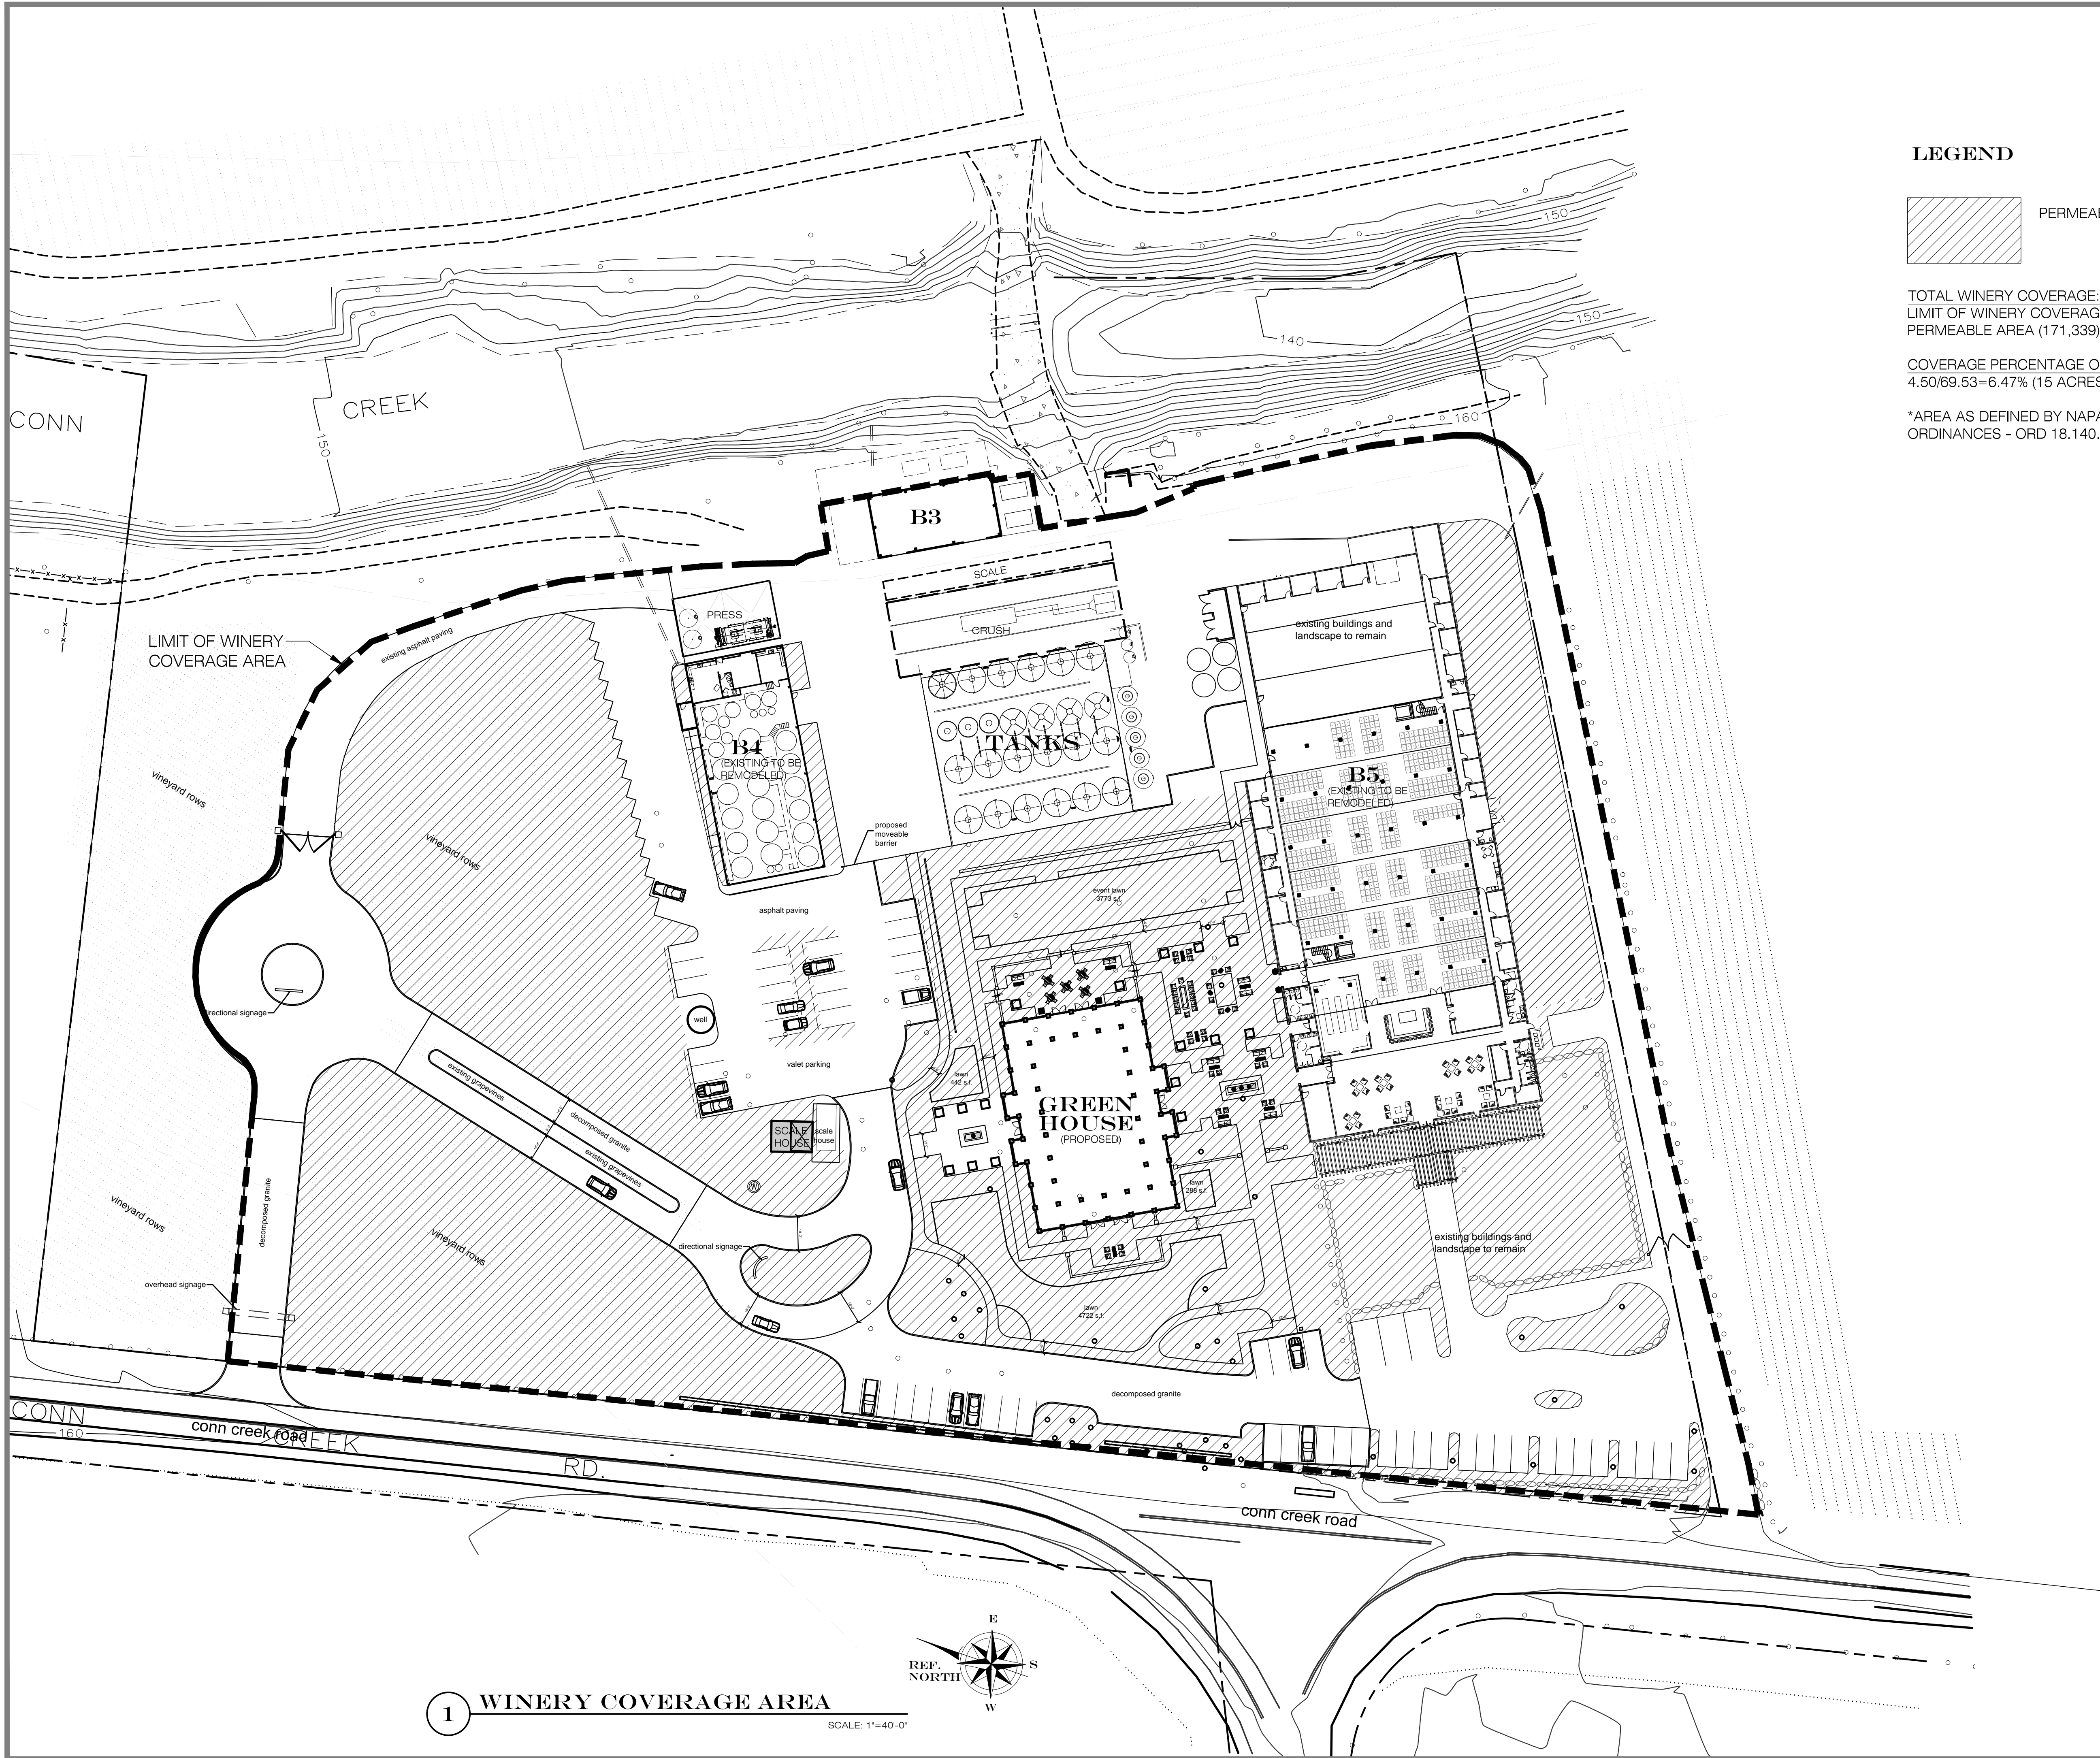 LEGEND
PERMEA
TOTAL WINERY COVERAGE:
LIMIT OF WINERY COVERAG
PERMEABLE AREA (171,339)
COVERAGE PERCENTAGE O
4.50/69.53=6.47% (15 ACRES
*AREA AS DEFINED BY NAPA
ORDINANCES - ORD 18.140.
150
150
140
160
CONN
CREEK
150
B3
SCALE
PRESS
CRUSH
existing buildings and
landscape to remain
LIMIT OF WINERY
COVERAGE AREA
existing asphalt paving
TANKS
B4
(EXISTING TO BE
REMODELED)
B5
(EXISTING TO BE
REMODELED)
vineyard rows
vineyard rows
proposed
moveable
barrier
event lawn
3773 s.f.
asphalt paving
directional signage
well
valet parking
existing grapevines
decomposed granite
existing grapevines
lawn
442 s.f.
GREEN
HOUSE
(PROPOSED)
SCALE
HOUSE
scale
house
W
lawn
288 s.f.
vineyard rows
decomposed granite
vineyard rows
directional signage
existing buildings and
landscape to remain
overhead signage
lawn
4722 s.f.
decomposed granite
CONN
CREEK
RD.
160
conn creek road
conn creek road
E
REF.
NORTH
S
W
1
WINERY COVERAGE AREA
SCALE: 1"=40'-0"